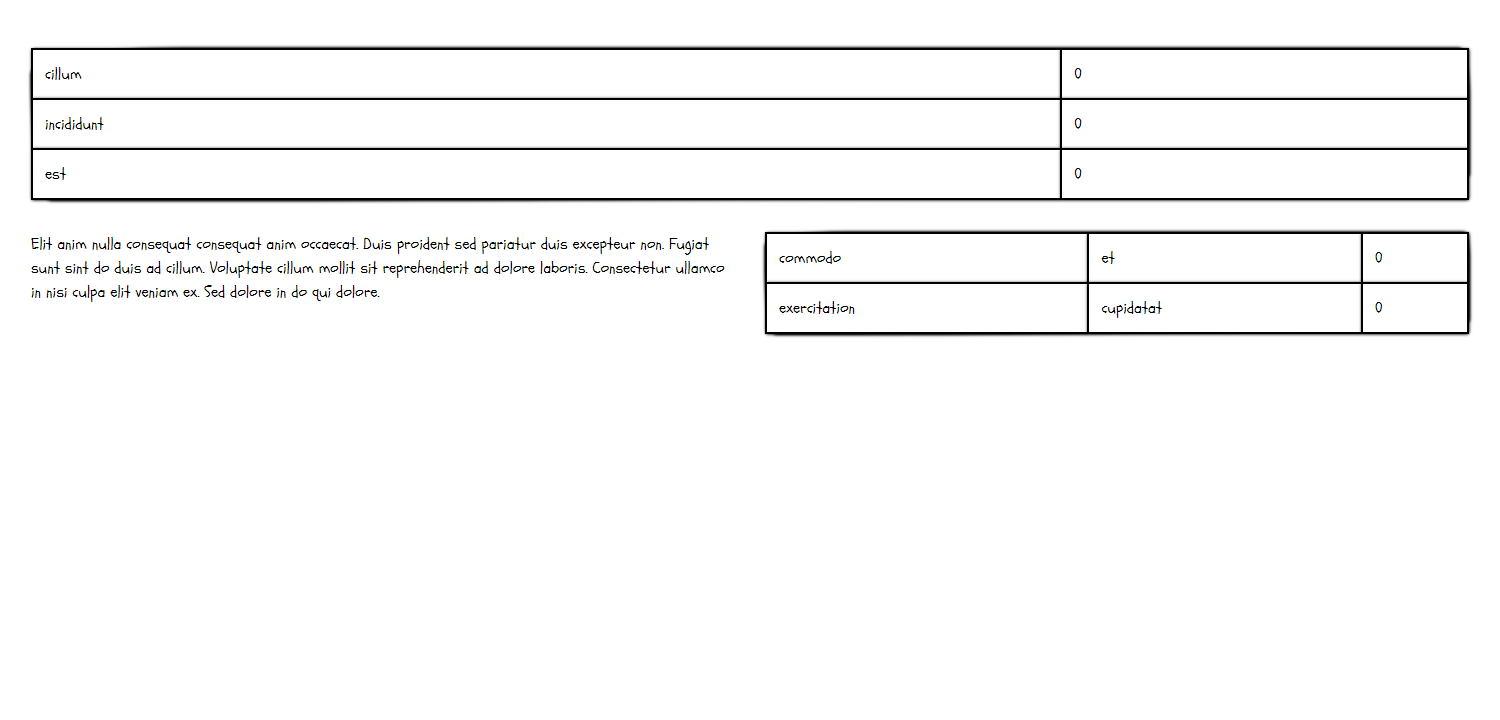 cillum 0
incididunt 0
est 0
Elit anim nulla consequat consequat anim occaecat. Duis proident sed pariatur duis excepteur non. Fugiat
sunt sint do duis ad cillum. Voluptate cillum mollit sit reprehenderit ad dolore laboris. Consectetur ullamco
in nisi culpa elit veniam ex. Sed dolore in do qui dolore.
commodo et 0
exercitation cupidatat 0